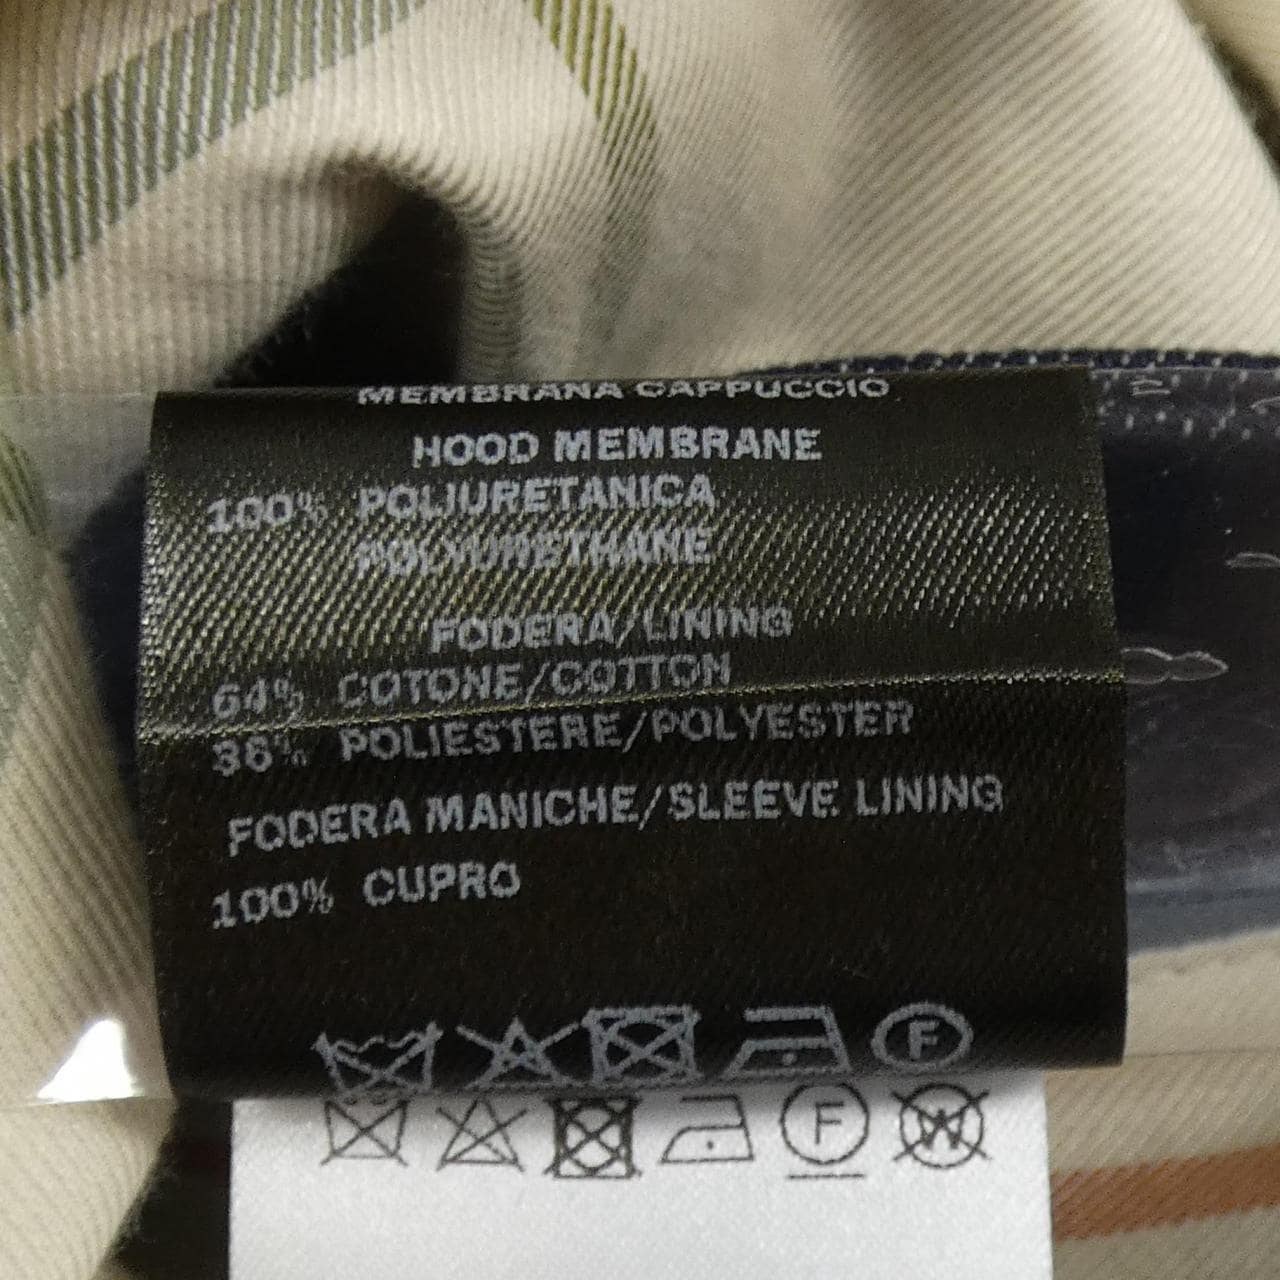 MEMBRANA CAPPUCCIO
HOOD MEMBRANE
100% POLIURETANICA
POLYURETHANE
FODERA/LINING
64% COTONE/COTTON
36% POLIESTERE/POLYESTER
FODERA MANICHE/SLEEVE LINING
100% CUPRO
F
F W